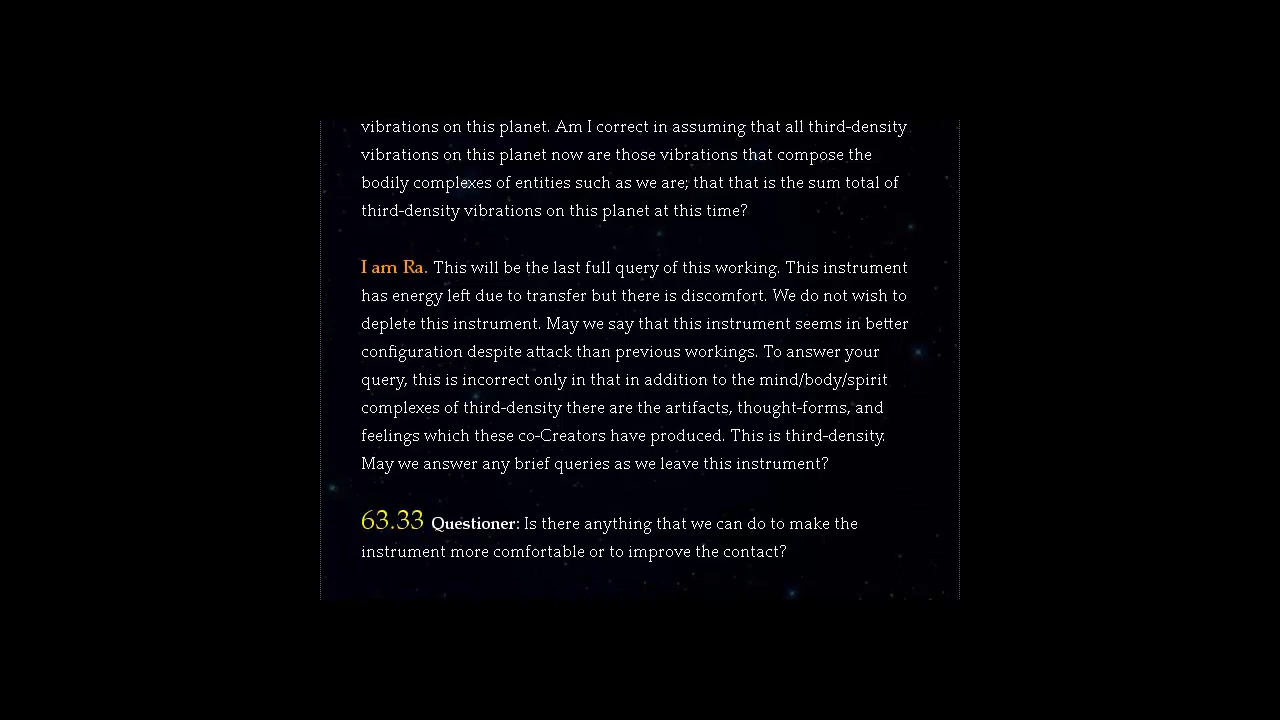 vibrations on this planet. Am I correct in assuming that all third-density
vibrations on this planet now are those vibrations that compose the
bodily complexes of entities such as we are; that that is the sum total of
third-density vibrations on this planet at this time?
I am Ra. This will be the last full query of this working. This instrument
has energy left due to transfer but there is discomfort. We do not wish to
deplete this instrument. May we say that this instrument seems in better
configuration despite attack than previous workings. To answer your
query, this is incorrect only in that in addition to the mind/body/spirit
complexes of third-density there are the artifacts, thought-forms, and
feelings which these co-Creators have produced. This is third-density.
May we answer any brief queries as we leave this instrument?
63.33 Questioner: Is there anything that we can do to make the
instrument more comfortable or to improve the contact?